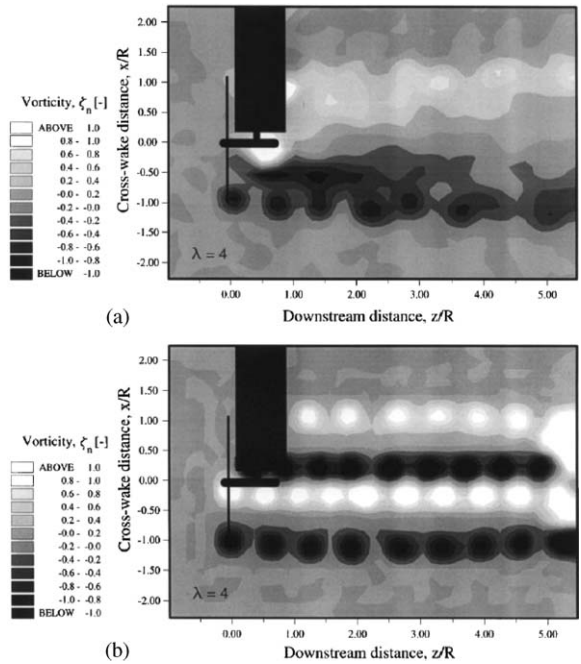 Vorticity, ζn [-]
ABOVE 1.0
0.8 - 1.0
0.6 - 0.8
0.4 - 0.6
0.2 - 0.4
-0.0 - 0.2
-0.2 - 0.0
-0.4 - -0.2
-0.6 - -0.4
-0.8 - -0.6
-1.0 - -0.8
BELOW -1.0
Cross-wake distance, x/R
2.00
1.00
0.50
0.00
-0.50
-1.00
-2.00
λ = 4
0.00 1.00 2.00 3.00 4.00 5.00
Downstream distance, z/R
(a)
Vorticity, ζn [-]
ABOVE 1.0
0.8 - 1.0
0.6 - 0.8
0.4 - 0.6
0.2 - 0.4
-0.0 - 0.2
-0.2 - -0.0
-0.4 - -0.2
-0.6 - -0.4
-0.8 - -0.6
-1.0 - -0.8
BELOW -1.0
Cross-wake distance, x/R
2.00
1.00
0.50
0.00
-0.50
-1.00
-2.00
λ = 4
0.00 1.00 2.00 3.00 4.00 5.00
Downstream distance, z/R
(b)